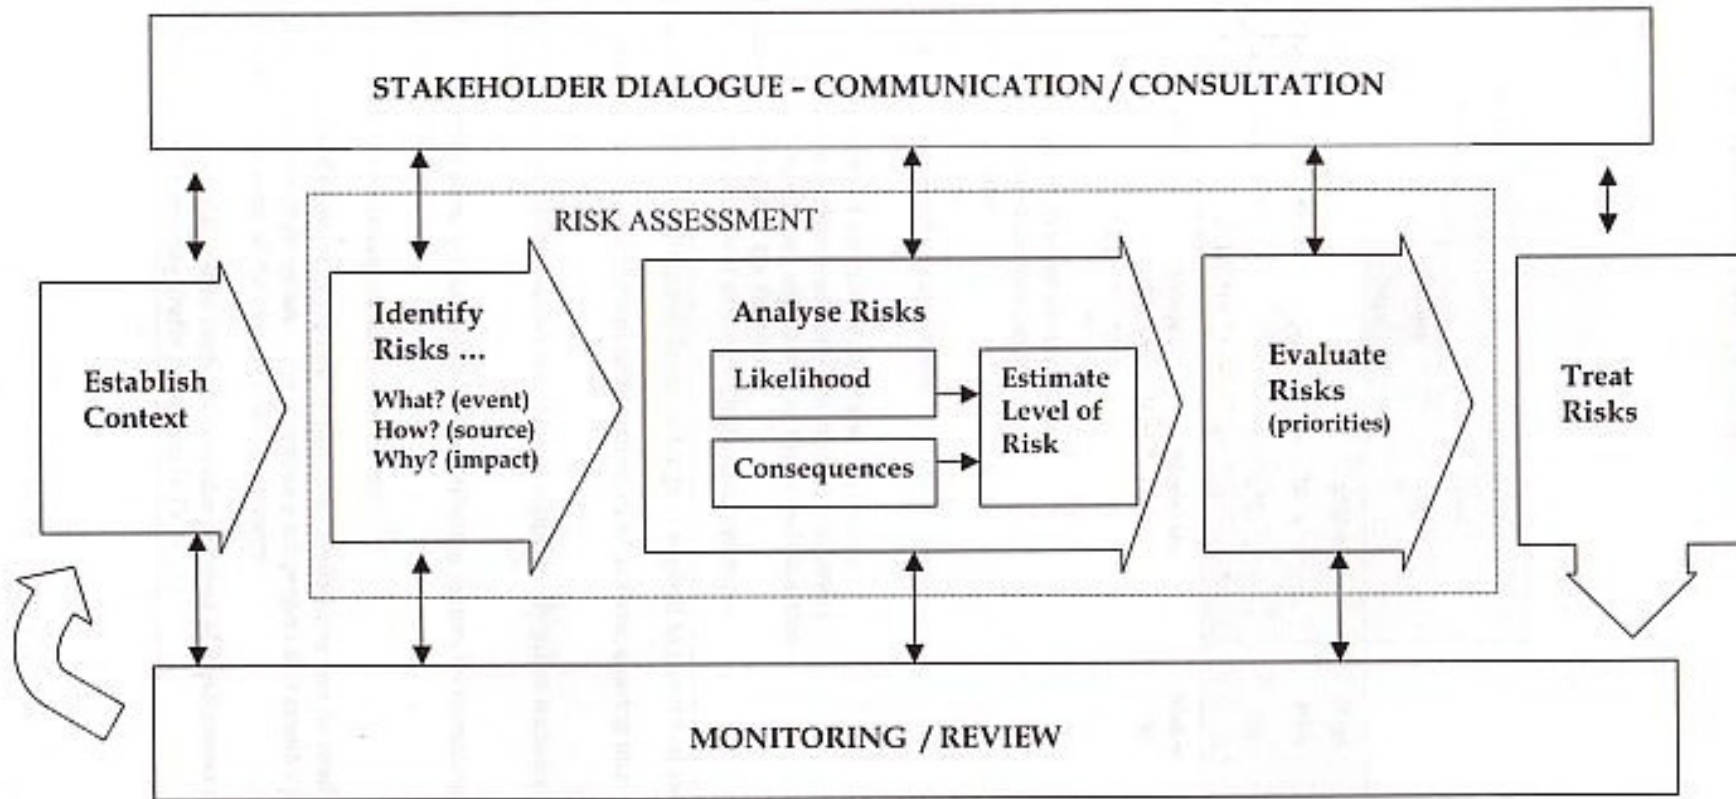 STAKEHOLDER DIALOGUE – COMMUNICATION / CONSULTATION
RISK ASSESSMENT
Establish
Context
Identify
Risks ...
What? (event)
How? (source)
Why? (impact)
Analyse Risks
Likelihood
Consequences
Estimate
Level of
Risk
Evaluate
Risks
(priorities)
Treat
Risks
MONITORING / REVIEW